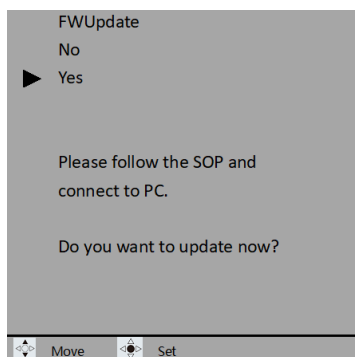 FWUpdate
No
Yes
Please follow the SOP and
connect to PC.
Do you want to update now?
Move Set